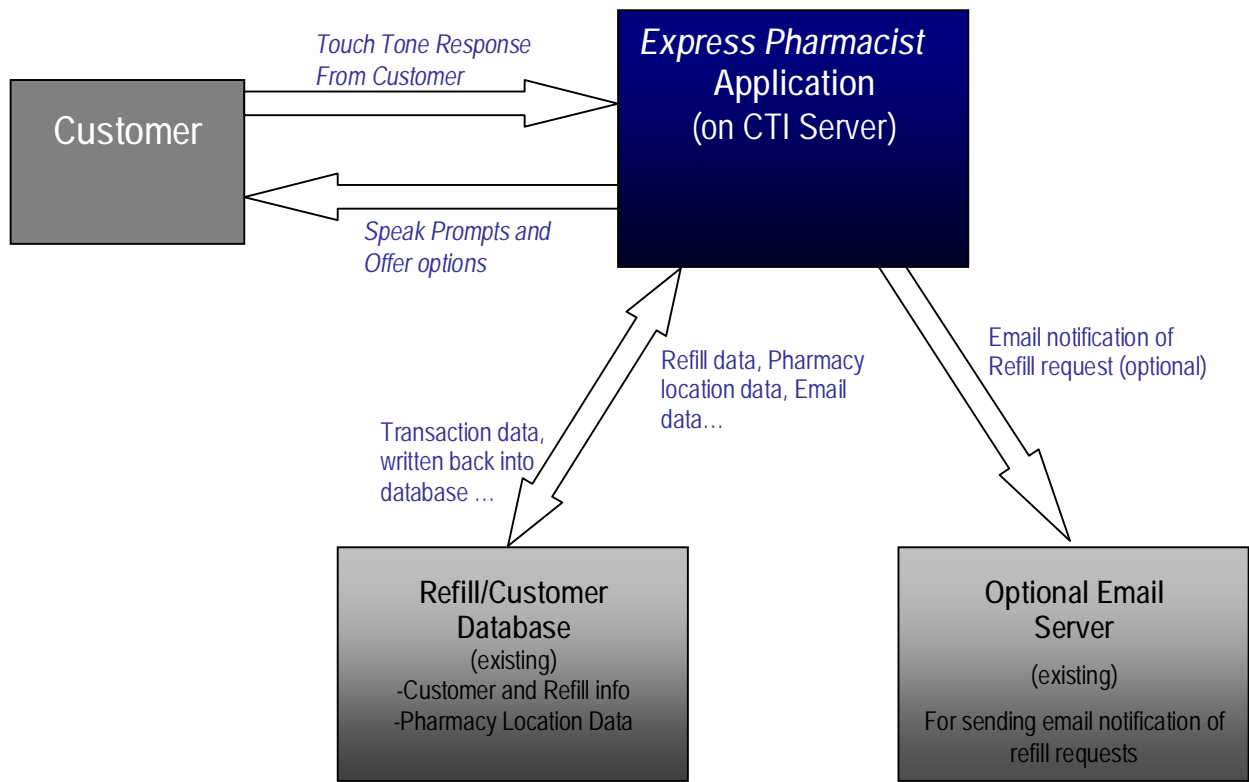 Touch Tone Response
From Customer
Express Pharmacist
Application
(on CTI Server)
Customer
Speak Prompts and
Offer options
Email notification of
Refill request (optional)
Refill data, Pharmacy
location data, Email
data…
Transaction data,
written back into
database …
Refill/Customer
Database
(existing)
-Customer and Refill info
-Pharmacy Location Data
Optional Email
Server
(existing)
For sending email notification of
refill requests